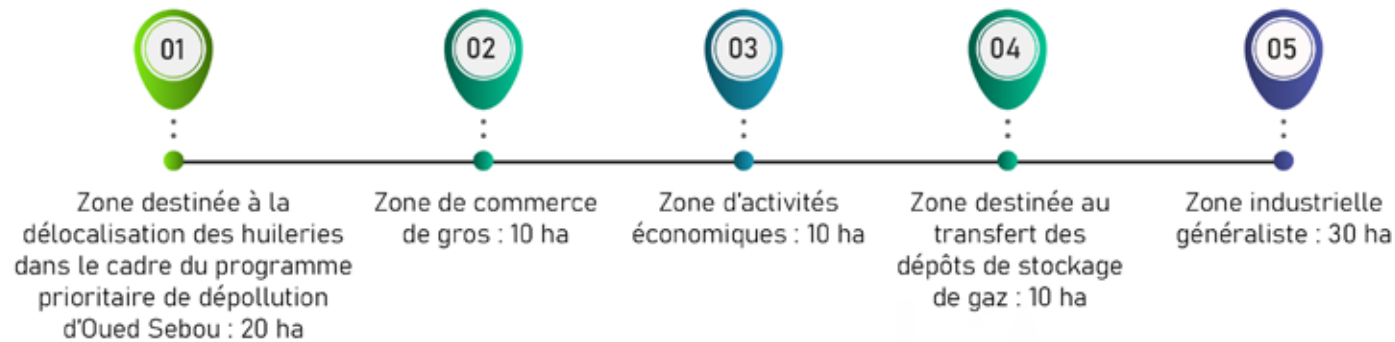 01
Zone destinée à la
délocalisation des huileries
dans le cadre du programme
prioritaire de dépollution
d'Oued Sebou : 20 ha
02
Zone de commerce
de gros : 10 ha
03
Zone d'activités
économiques : 10 ha
04
Zone destinée au
transfert des
dépôts de stockage
de gaz : 10 ha
05
Zone industrielle
généraliste : 30 ha